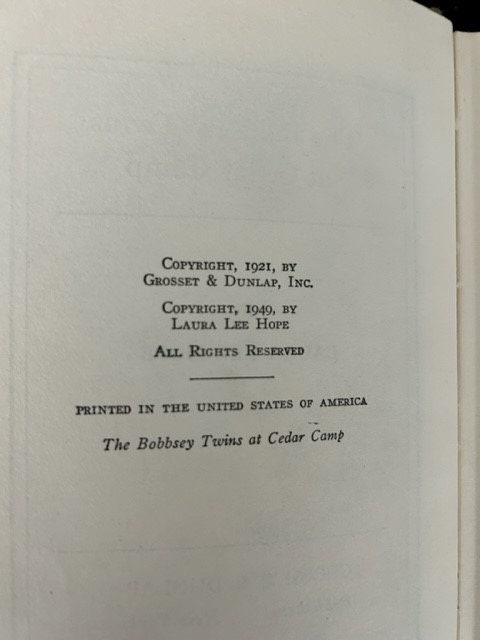 COPYRIGHT, 1921, BY
GROSSET & DUNLAP, INC.
COPYRIGHT, 1949, BY
LAURA LEE HOPE
ALL RIGHTS RESERVED
PRINTED IN THE UNITED STATES OF AMERICA
The Bobbsey Twins at Cedar Camp